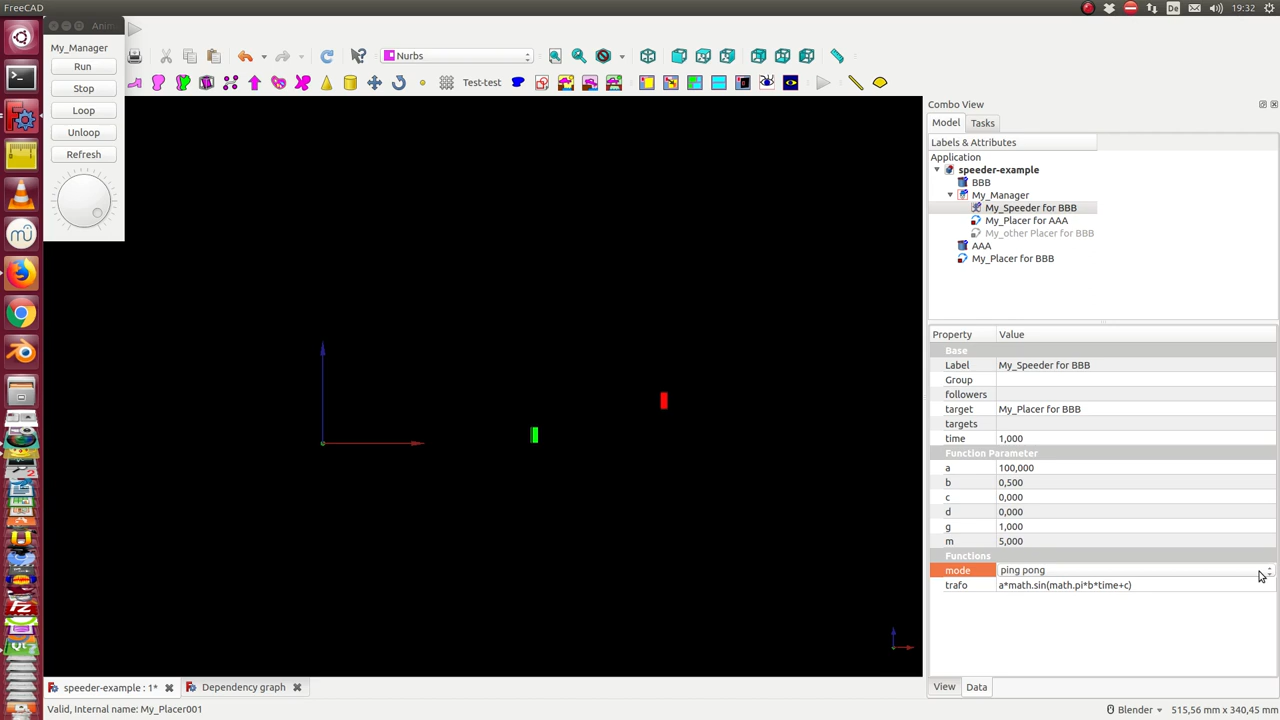 FreeCAD
De
19:32
Anim
My_Manager
Run
Stop
Loop
Unloop
Refresh
Nurbs
Test-test
Combo View
Model
Tasks
Labels & Attributes
Application
speeder-example
BBB
My_Manager
My_Speeder for BBB
My_Placer for AAA
My_other Placer for BBB
AAA
My_Placer for BBB
Property Value
Base
Label My_Speeder for BBB
Group
followers
target My_Placer for BBB
targets
time 1,000
Function Parameter
a 100,000
b 0,500
c 0,000
d 0,000
g 1,000
m 5,000
Functions
mode ping pong
trafo a*math.sin(math.pi*b*time+c)
View
Data
speeder-example : 1*
Dependency graph
Valid, Internal name: My_Placer001
Blender
515,56 mm x 340,45 mm